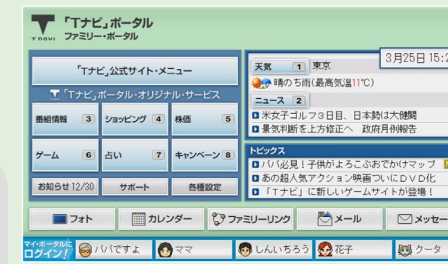 「Tナビ」ポータル
T navi ファミリー・ポータル
3月25日 15:2
「Tナビ」公式サイト・メニュー
「Tナビ」ポータル・オリジナル・サービス
番組情報 3 ショッピング 4 株価 5
ゲーム 6 占い 7 キャンペーン 8
お知らせ 12/30 サポート 各種設定
天気 1 東京
晴のち雨(最高気温11℃)
ニュース 2
米女子ゴルフ3日目、日本勢は大健闘
景気判断を上方修正へ 政府月例報告
トピックス
パパ必見!子供がよろこぶおでかけマップ
あの超人気アクション映画ついにDVD化
「Tナビ」に新しいゲームサイトが登場!
フォト カレンダー ファミリーリンク メール メッセー
マイ・ポータルに
ログイン! パパですよ ママ しんいちろう 花子 クータ